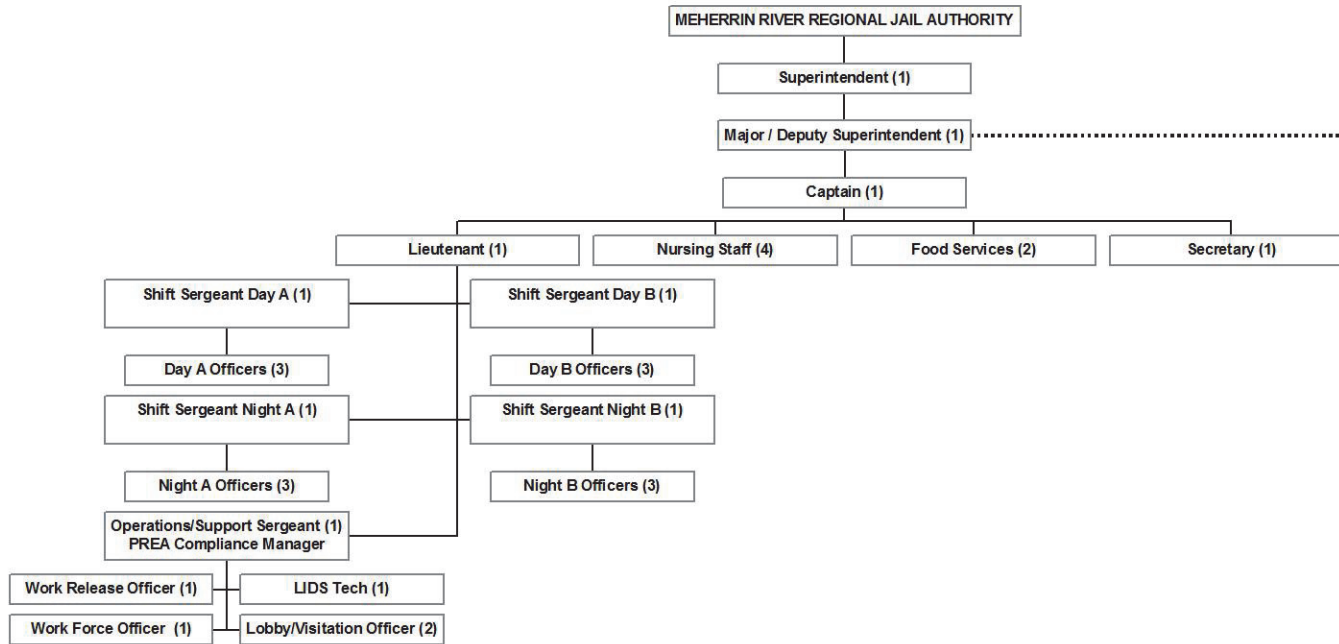 MEHERRIN RIVER REGIONAL JAIL AUTHORITY
Superintendent (1)
Major / Deputy Superintendent (1)
Captain (1)
Lieutenant (1)
Nursing Staff (4)
Food Services (2)
Secretary (1)
Shift Sergeant Day A (1)
Shift Sergeant Day B (1)
Day A Officers (3)
Day B Officers (3)
Shift Sergeant Night A (1)
Shift Sergeant Night B (1)
Night A Officers (3)
Night B Officers (3)
Operations/Support Sergeant (1)
PREA Compliance Manager
Work Release Officer (1)
LIDS Tech (1)
Work Force Officer (1)
Lobby/Visitation Officer (2)